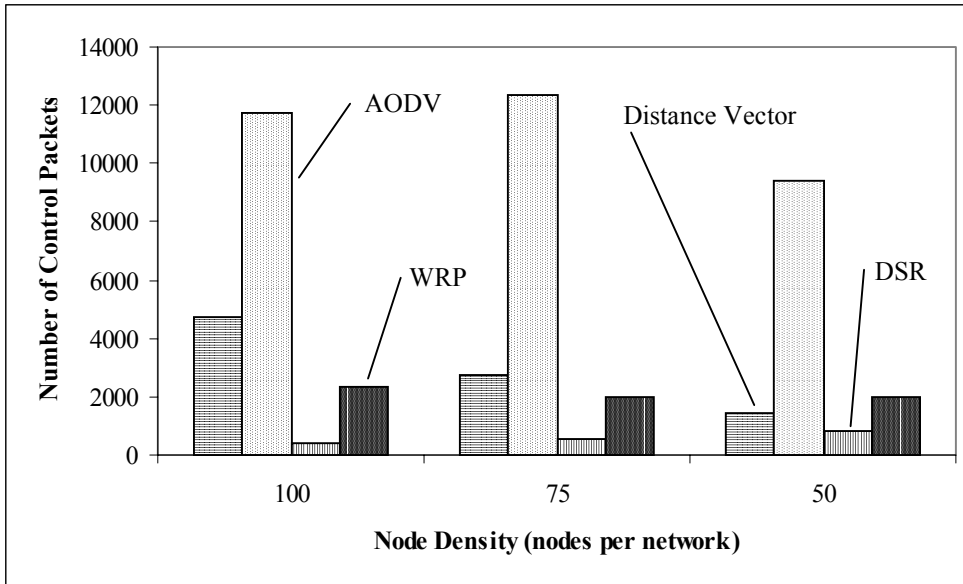 14000
12000
10000
8000
6000
4000
2000
0
Number of Control Packets
AODV
Distance Vector
WRP
DSR
100
75
50
Node Density (nodes per network)